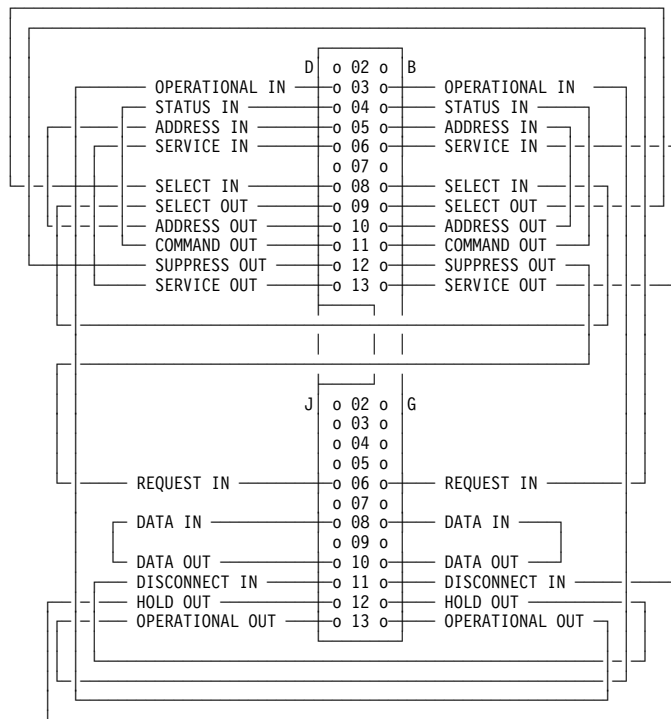 D o 02 o B
OPERATIONAL IN o 03 o OPERATIONAL IN
STATUS IN o 04 o STATUS IN
ADDRESS IN o 05 o ADDRESS IN
SERVICE IN o 06 o SERVICE IN
o 07 o
SELECT IN o 08 o SELECT IN
SELECT OUT o 09 o SELECT OUT
ADDRESS OUT o 10 o ADDRESS OUT
COMMAND OUT o 11 o COMMAND OUT
SUPPRESS OUT o 12 o SUPPRESS OUT
SERVICE OUT o 13 o SERVICE OUT
J o 02 o G
o 03 o
o 04 o
o 05 o
REQUEST IN o 06 o REQUEST IN
o 07 o
DATA IN o 08 o DATA IN
o 09 o
DATA OUT o 10 o DATA OUT
DISCONNECT IN o 11 o DISCONNECT IN
HOLD OUT o 12 o HOLD OUT
OPERATIONAL OUT o 13 o OPERATIONAL OUT